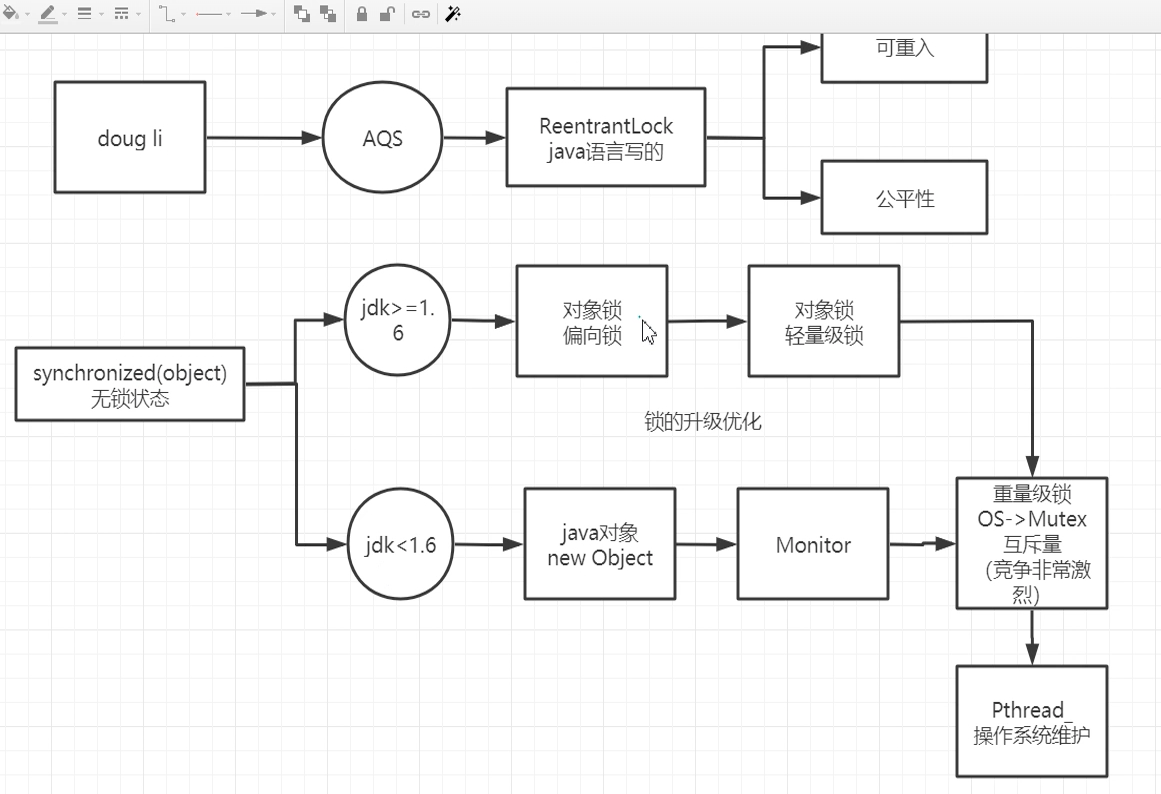 可重入
doug li
AQS
ReentrantLock
java语言写的
公平性
jdk>=1.
6
对象锁
偏向锁
对象锁
轻量级锁
synchronized(object)
无锁状态
锁的升级优化
jdk<1.6
java对象
new Object
Monitor
重量级锁
OS->Mutex
互斥量
(竞争非常激
烈)
Pthread_
操作系统维护